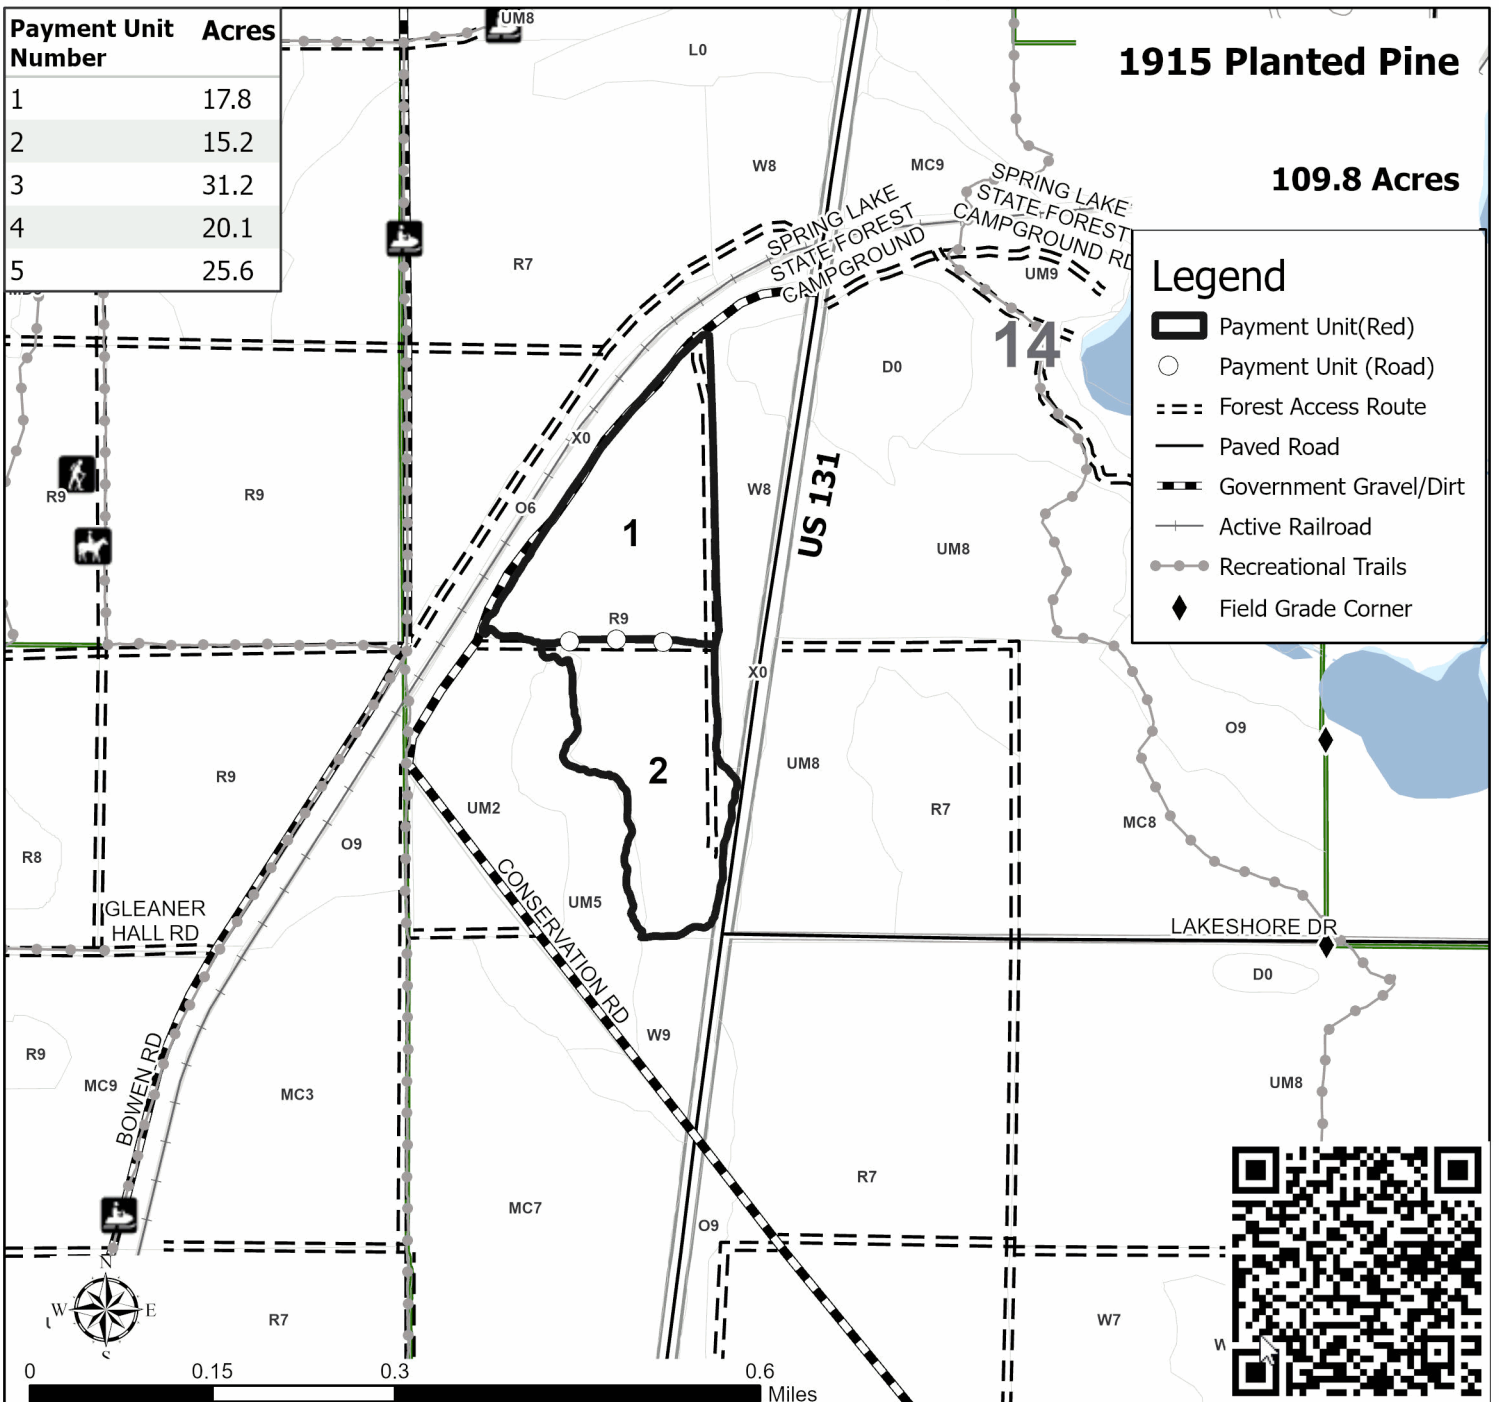 Payment Unit Number Acres
1 17.8
2 15.2
3 31.2
4 20.1
5 25.6
1915 Planted Pine
109.8 Acres
Legend
Payment Unit(Red)
Payment Unit (Road)
Forest Access Route
Paved Road
Government Gravel/Dirt
Active Railroad
Recreational Trails
Field Grade Corner
UM8
L0
W8
MC9
R7
SPRING LAKE
STATE FOREST
CAMPGROUND
SPRING LAKE
STATE FOREST
CAMPGROUND RD
UM9
14
D0
X0
R9
R9
O6
W8
US 131
1
UM8
R9
X0
O9
R9
2
UM8
UM2
R7
MC8
O9
R8
UM5
CONSERVATION RD
GLEANER
HALL RD
LAKESHORE DR
D0
W9
R9
MC9
BOWEN RD
MC3
UM8
R7
MC7
O9
N
W E
S
R7
W7
W
0 0.15 0.3 0.6
Miles